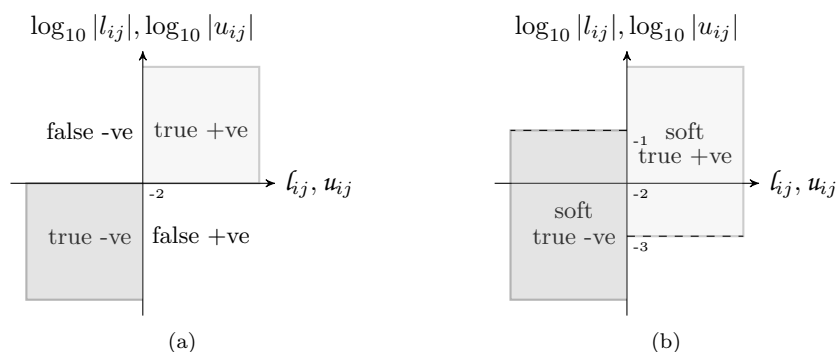 log₁₀ |lᵢⱼ|, log₁₀ |uᵢⱼ|
false -ve
true +ve
-2
𝓁ᵢⱼ, 𝓊ᵢⱼ
true -ve
false +ve
(a)
log₁₀ |lᵢⱼ|, log₁₀ |uᵢⱼ|
-1
soft
true +ve
-2
𝓁ᵢⱼ, 𝓊ᵢⱼ
soft
true -ve
-3
(b)